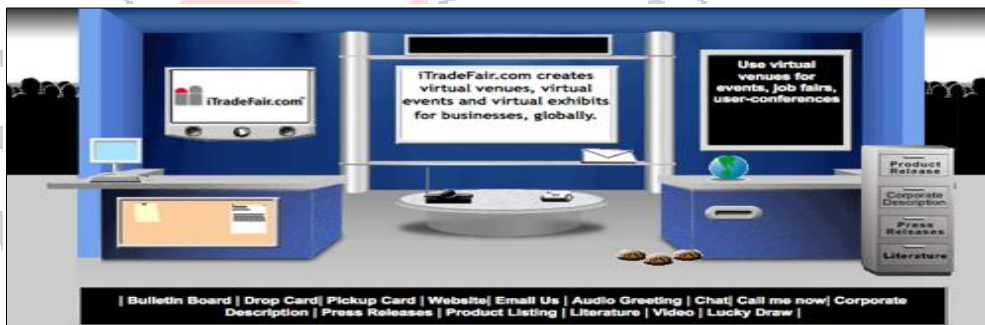 iTradeFair.com™
iTradeFair.com creates
virtual venues, virtual
events and virtual exhibits
for businesses, globally.
Use virtual
venues for
events, job fairs,
user-conferences
Product
Release
Corporate
Description
Press
Releases
Literature
| Bulletin Board | Drop Card| Pickup Card | Website| Email Us | Audio Greeting | Chat| Call me now| Corporate
Description | Press Releases | Product Listing | Literature | Video | Lucky Draw |